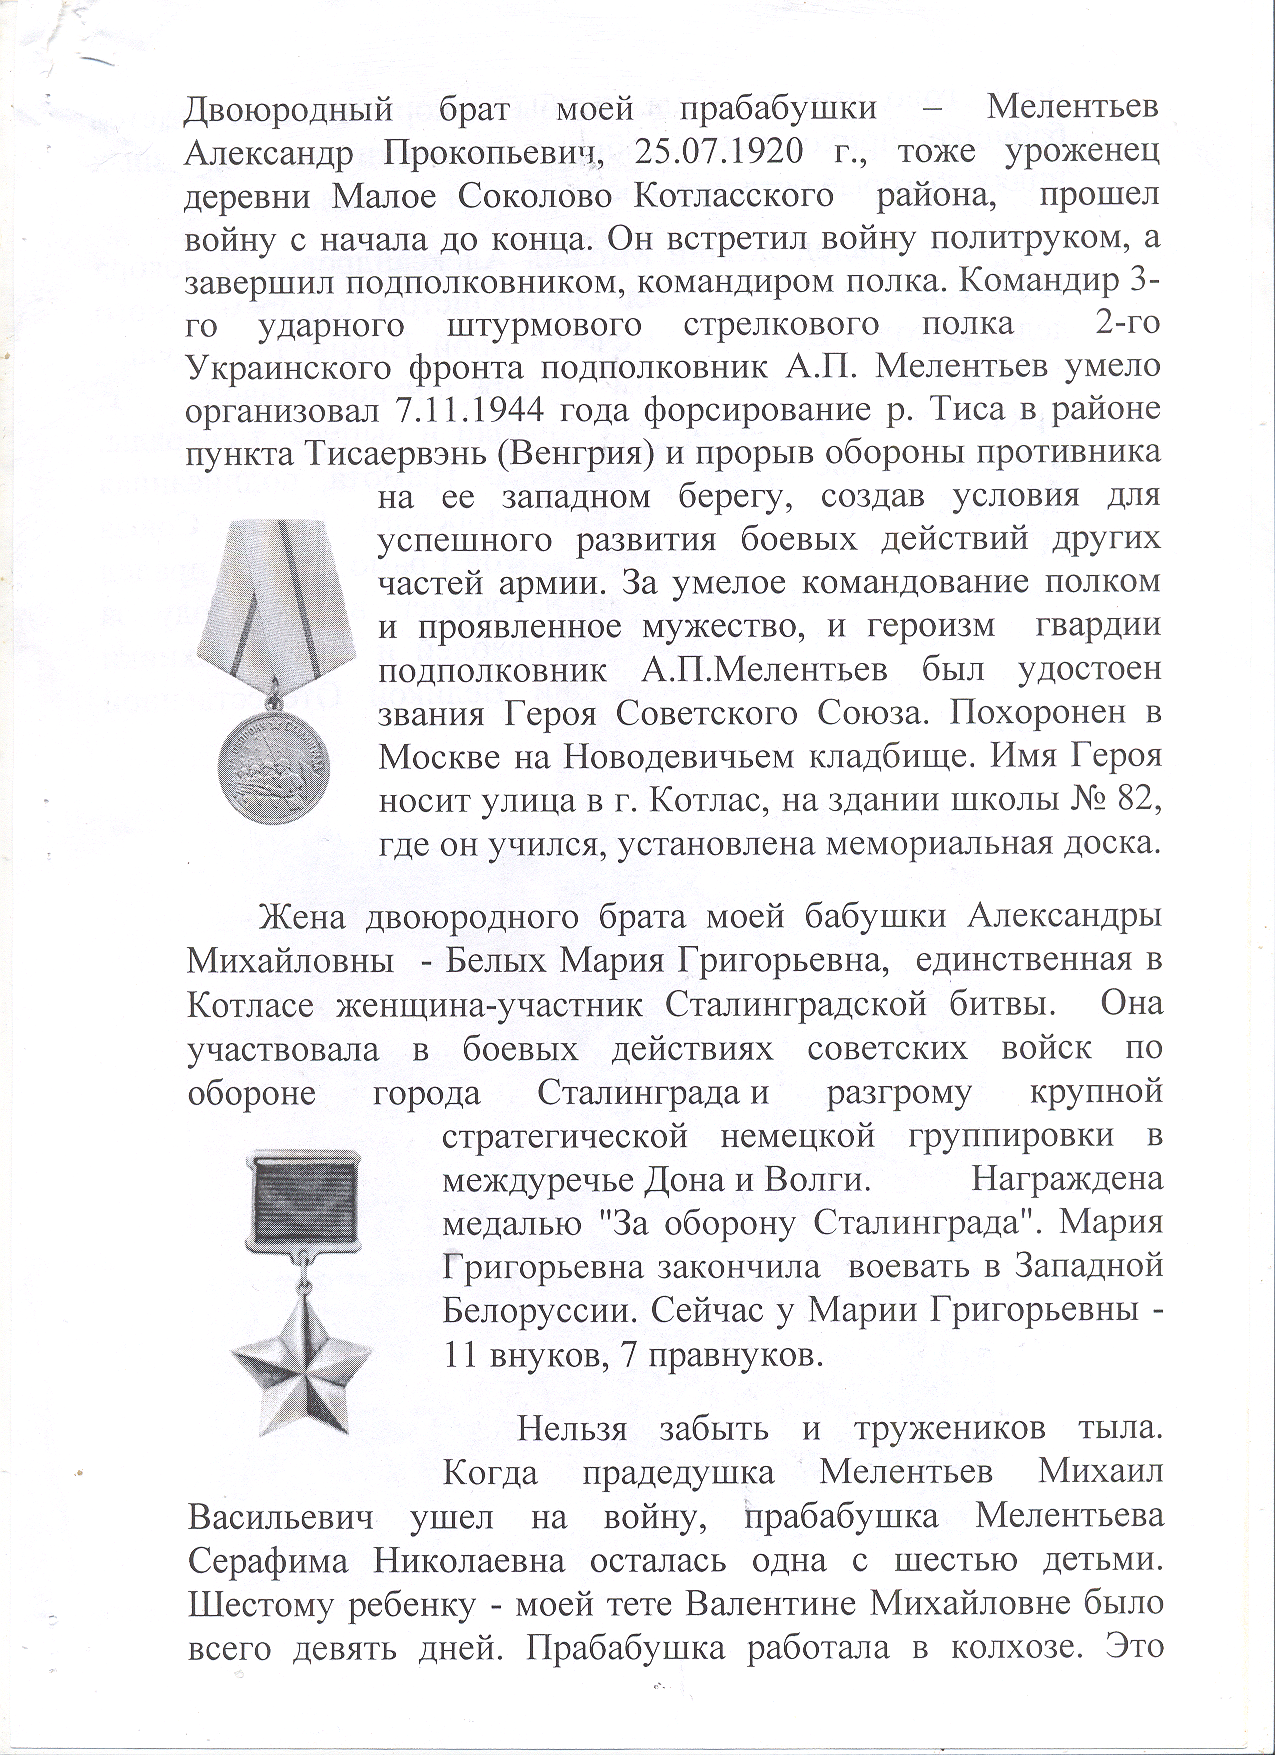 Двоюродный брат моей прабабушки – Мелентьев
Александр Прокопьевич, 25.07.1920 г., тоже уроженец
деревни Малое Соколово Котласского района, прошел
войну с начала до конца. Он встретил войну политруком, а
завершил подполковником, командиром полка. Командир 3-
го ударного штурмового стрелкового полка 2-го
Украинского фронта подполковник А.П. Мелентьев умело
организовал 7.11.1944 года форсирование р. Тиса в районе
пункта Тисаервэнь (Венгрия) и прорыв обороны противника
на ее западном берегу, создав условия для
успешного развития боевых действий других
частей армии. За умелое командование полком
и проявленное мужество, и героизм гвардии
подполковник А.П.Мелентьев был удостоен
звания Героя Советского Союза. Похоронен в
Москве на Новодевичьем кладбище. Имя Героя
носит улица в г. Котлас, на здании школы № 82,
где он учился, установлена мемориальная доска.
Жена двоюродного брата моей бабушки Александры
Михайловны - Белых Мария Григорьевна, единственная в
Котласе женщина-участник Сталинградской битвы. Она
участвовала в боевых действиях советских войск по
обороне города Сталинграда и разгрому крупной
стратегической немецкой группировки в
междуречье Дона и Волги. Награждена
медалью "За оборону Сталинграда". Мария
Григорьевна закончила воевать в Западной
Белоруссии. Сейчас у Марии Григорьевны -
11 внуков, 7 правнуков.
Нельзя забыть и тружеников тыла.
Когда прадедушка Мелентьев Михаил
Васильевич ушел на войну, прабабушка Мелентьева
Серафима Николаевна осталась одна с шестью детьми.
Шестому ребенку - моей тете Валентине Михайловне было
всего девять дней. Прабабушка работала в колхозе. Это